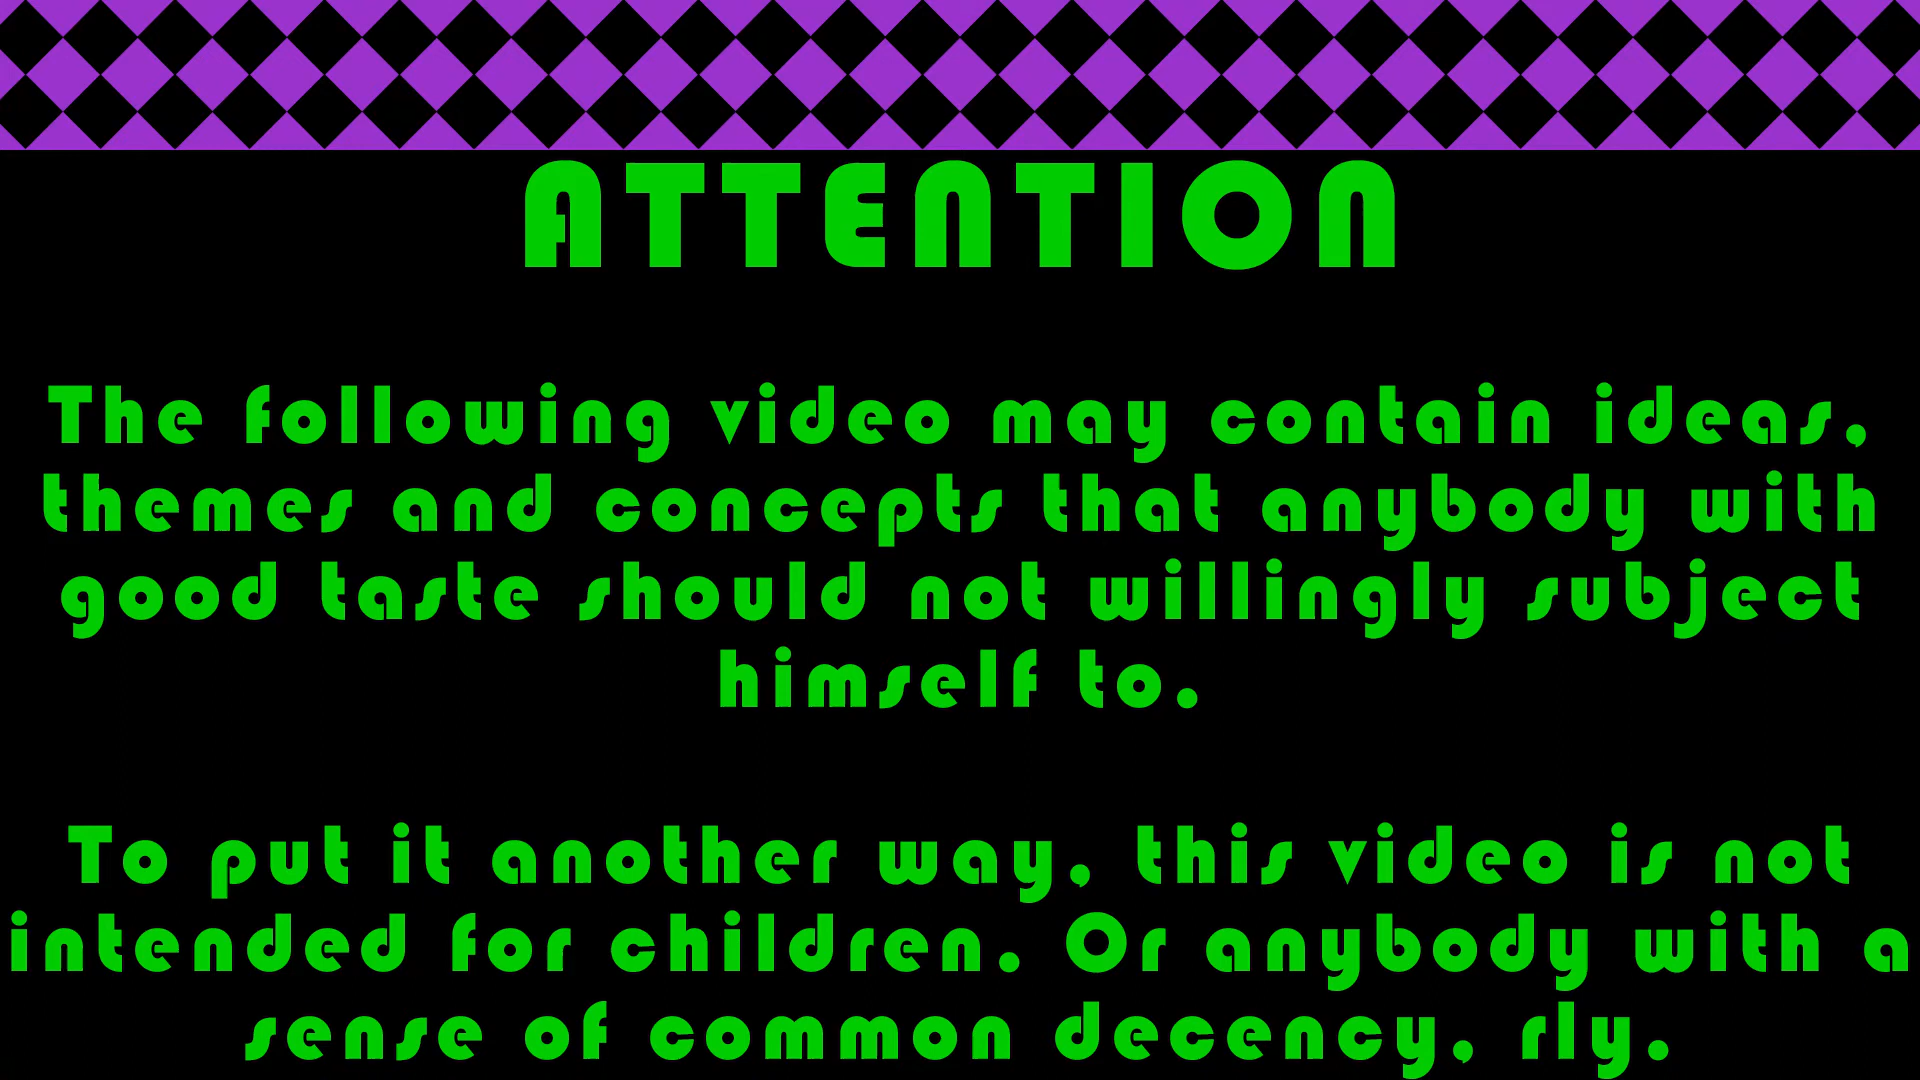 ATTENTION
The following video may contain ideas,
themes and concepts that anybody with
good taste should not willingly subject
himself to.
To put it another way, this video is not
intended for children. Or anybody with a
sense of common decency, rly.